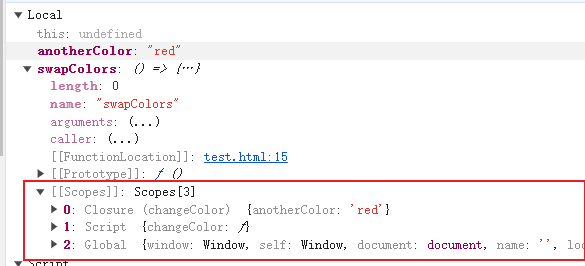 ▼ Local
this: undefined
anotherColor: "red"
▼ swapColors: () => {…}
length: 0
name: "swapColors"
arguments: (...)
caller: (...)
[[FunctionLocation]]: test.html:15
▶ [[Prototype]]: ƒ ()
▼ [[Scopes]]: Scopes[3]
▶ 0: Closure (changeColor) {anotherColor: 'red'}
▶ 1: Script {changeColor: ƒ}
▶ 2: Global {window: Window, self: Window, document: document, name: '', loc
▼ Script